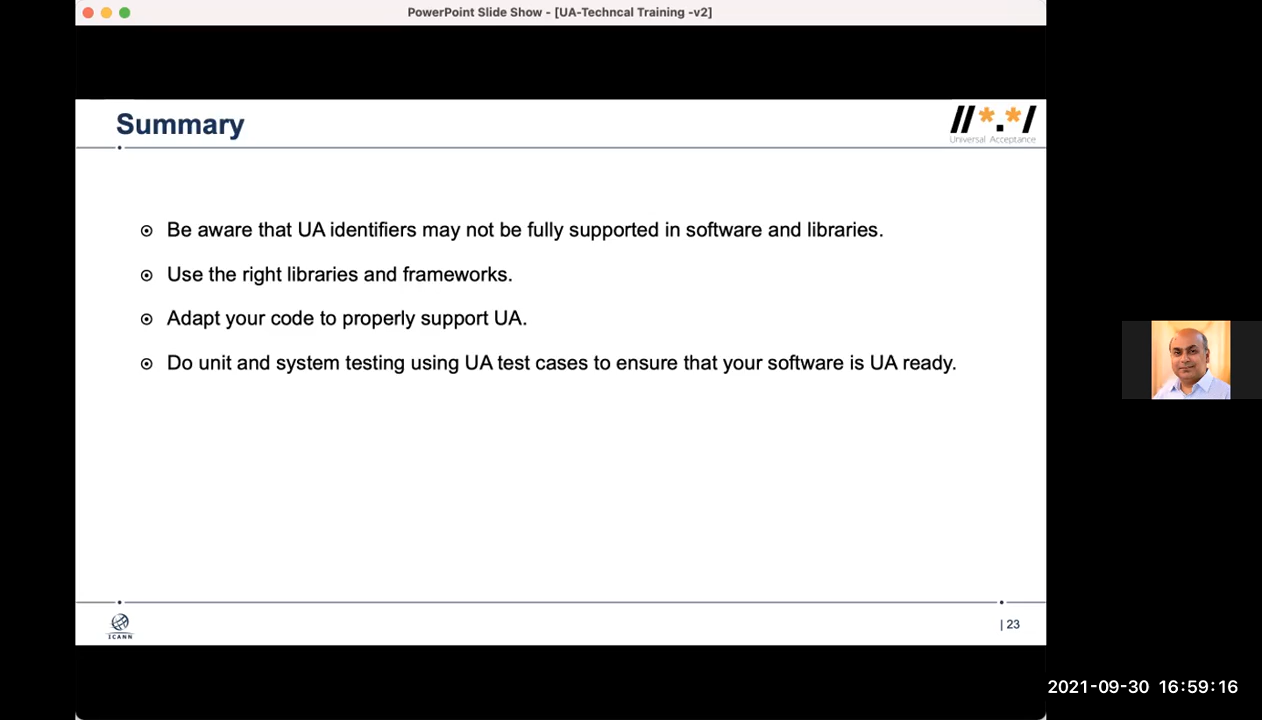 PowerPoint Slide Show - [UA-Techncal Training -v2]
Summary
//*.*/
Universal Acceptance
Be aware that UA identifiers may not be fully supported in software and libraries.
Use the right libraries and frameworks.
Adapt your code to properly support UA.
Do unit and system testing using UA test cases to ensure that your software is UA ready.
ICANN
| 23
2021-09-30 16:59:16